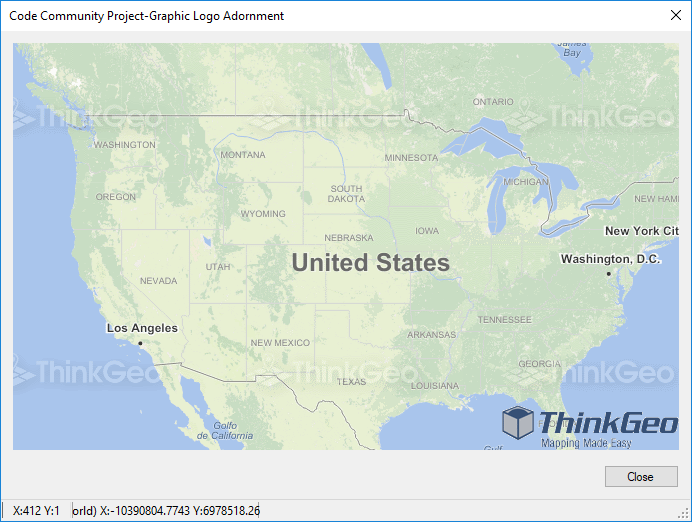 Code Community Project-Graphic Logo Adornment
James
Bay
ONTARIO
ThinkGeo ThinkGeo ThinkGeo
WASHINGTON
MONTANA
MINNESOTA
MICHIGAN
OREGON
SOUTH
DAKOTA
NEW HAM
WYOMING
IOWA
NEBRASKA
New York Cit
United States
Washington, D.C.
UTAH
NEVADA
TENNESSEE
Los Angeles
ARKANSAS
NEW MEXICO
GEORGIA
ThinkGeo ThinkGeo ThinkGeo
TEXAS
LOUISIANA
Golfo
de California
ThinkGeo
Mapping Made Easy
Gulf
Close
X:412 Y:1 orld) X:-10390804.7743 Y:6978518.26